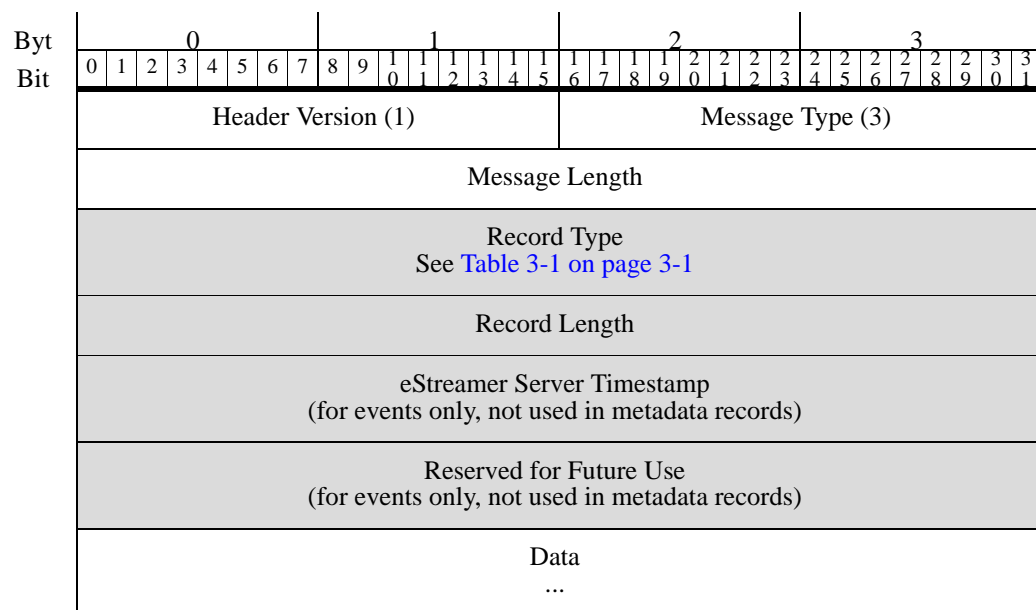 Byt 0 1 2 3
Bit 0 1 2 3 4 5 6 7 8 9 10 11 12 13 14 15 16 17 18 19 20 21 22 23 24 25 26 27 28 29 30 31
Header Version (1) Message Type (3)
Message Length
Record Type
See Table 3-1 on page 3-1
Record Length
eStreamer Server Timestamp
(for events only, not used in metadata records)
Reserved for Future Use
(for events only, not used in metadata records)
Data
...